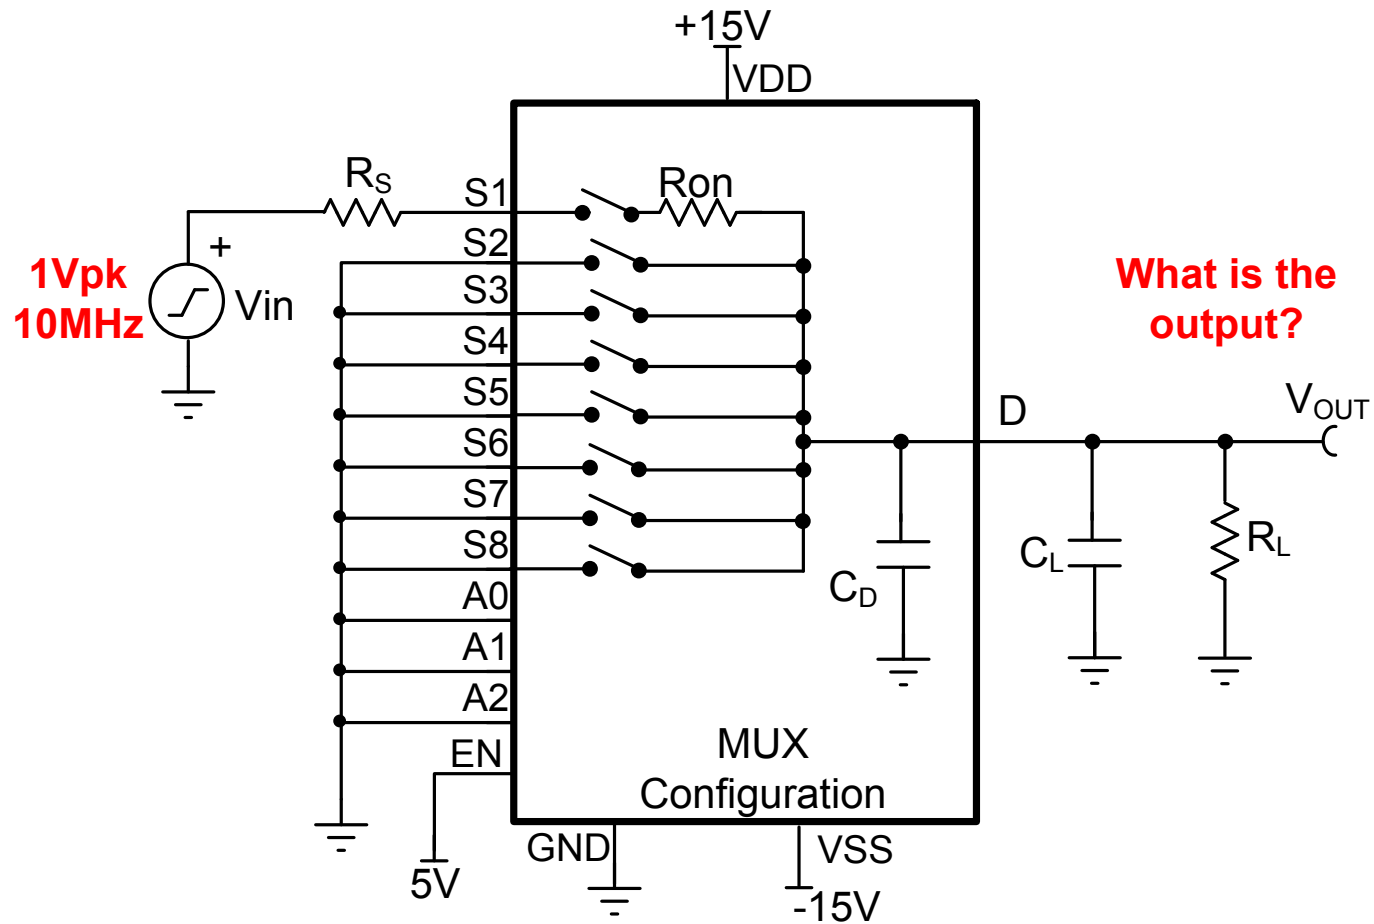 +15V
VDD
RS
S1
Ron
S2
+
1Vpk
10MHz
Vin
S3
What is the
output?
S4
S5
D
VOUT
S6
S7
S8
CD
CL
RL
A0
A1
A2
EN
MUX
Configuration
GND
VSS
5V
-15V